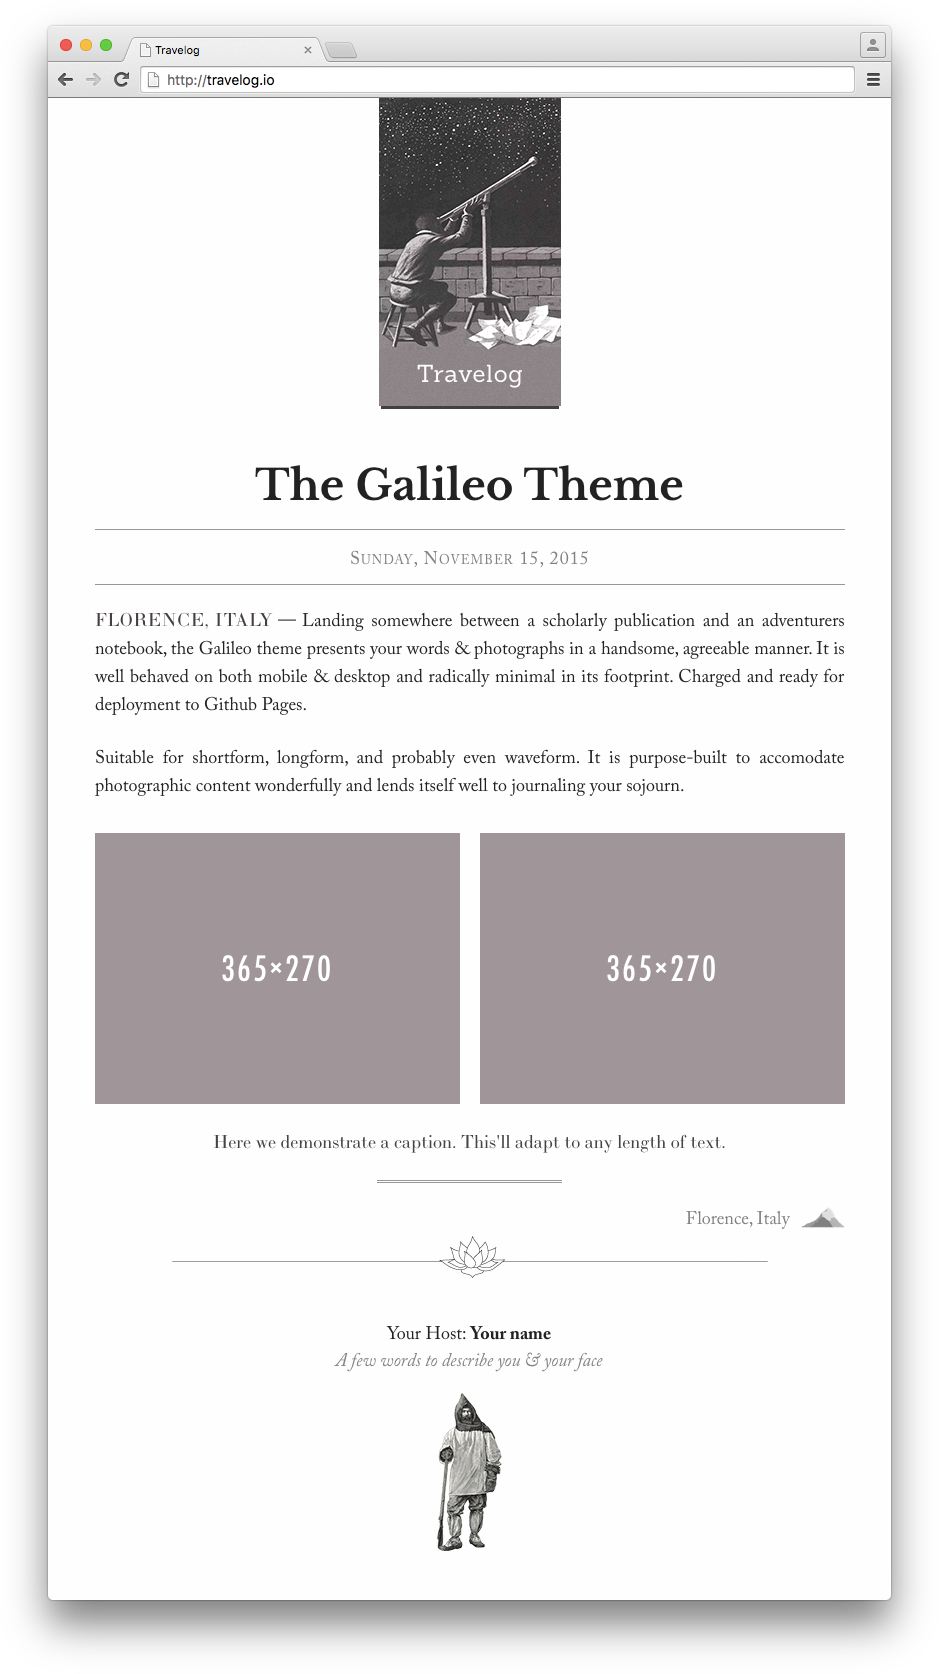 Travelog
http://travelog.io
Travelog
The Galileo Theme
Sunday, November 15, 2015
FLORENCE, ITALY — Landing somewhere between a scholarly publication and an adventurers
notebook, the Galileo theme presents your words & photographs in a handsome, agreeable manner. It is
well behaved on both mobile & desktop and radically minimal in its footprint. Charged and ready for
deployment to Github Pages.
Suitable for shortform, longform, and probably even waveform. It is purpose-built to accomodate
photographic content wonderfully and lends itself well to journaling your sojourn.
365×270
365×270
Here we demonstrate a caption. This'll adapt to any length of text.
Florence, Italy
Your Host: Your name
A few words to describe you & your face